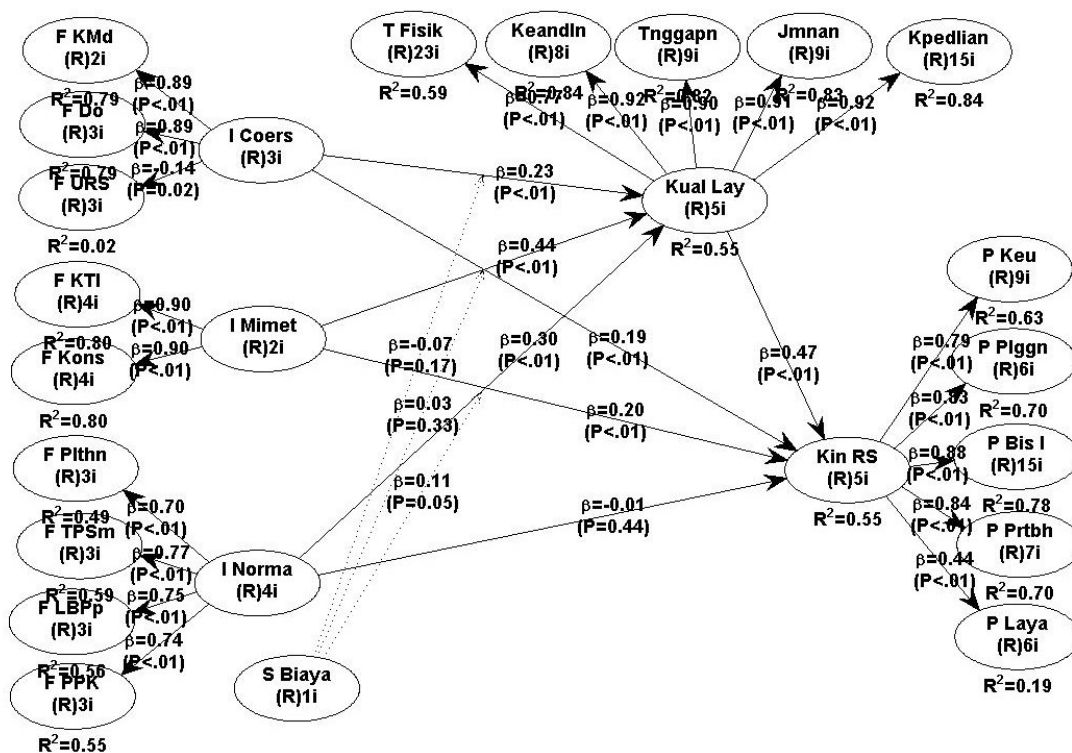 F KMd
(R)2i
R²=0.79
β=0.89
(P<.01)
F Do
(R)3i
R²=0.79
β=0.89
(P<.01)
F URS
(R)3i
R²=0.02
β=-0.14
(P=0.02)
I Coers
(R)3i
T Fisik
(R)23i
R²=0.59
Keandln
(R)8i
R²=0.84
Tnggapn
(R)9i
R²=0.82
Jmnan
(R)9i
R²=0.83
Kpedlian
(R)15i
R²=0.84
β=0.77
(P<.01)
β=0.92
(P<.01)
β=0.90
(P<.01)
β=0.91
(P<.01)
β=0.92
(P<.01)
β=0.23
(P<.01)
Kual Lay
(R)5i
R²=0.55
F KTI
(R)4i
R²=0.80
β=0.90
(P<.01)
F Kons
(R)4i
R²=0.80
β=0.90
(P<.01)
I Mimet
(R)2i
β=0.44
(P<.01)
β=-0.07
(P=0.17)
β=0.30
(P<.01)
β=0.19
(P<.01)
β=0.47
(P<.01)
β=0.03
(P=0.33)
β=0.20
(P<.01)
β=0.11
(P=0.05)
β=-0.01
(P=0.44)
P Keu
(R)9i
R²=0.63
β=0.79
(P<.01)
P Plggn
(R)6i
R²=0.70
β=0.83
(P<.01)
Kin RS
(R)5i
R²=0.55
β=0.88
(P<.01)
P Bis I
(R)15i
R²=0.78
β=0.84
(P<.01)
P Prtbh
(R)7i
R²=0.70
β=0.44
(P<.01)
P Laya
(R)6i
R²=0.19
F Plthn
(R)3i
R²=0.49
β=0.70
(P<.01)
F TPSm
(R)3i
R²=0.59
β=0.77
(P<.01)
I Norma
(R)4i
F LBPp
(R)3i
R²=0.56
β=0.75
(P<.01)
β=0.74
(P<.01)
F PPK
(R)3i
R²=0.55
S Biaya
(R)1i